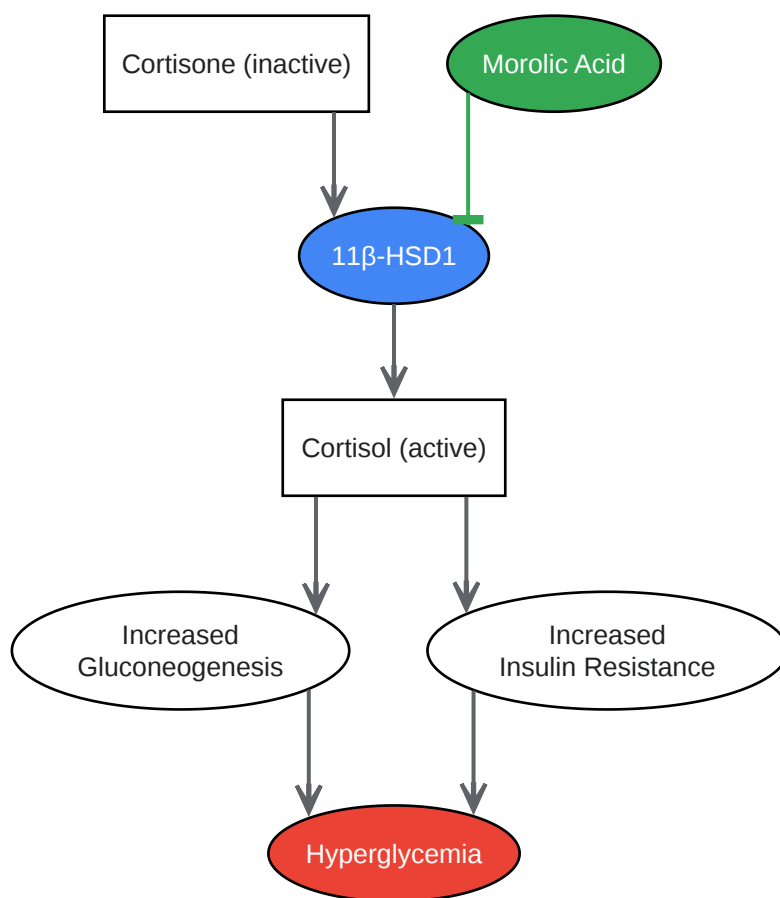 Cortisone (inactive)
Morolic Acid
11β-HSD1
Cortisol (active)
Increased
Gluconeogenesis
Increased
Insulin Resistance
Hyperglycemia